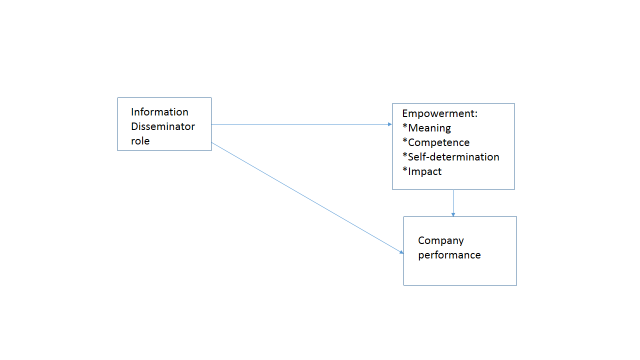 Information
Disseminator
role
Empowerment:
*Meaning
*Competence
*Self-determination
*Impact
Company
performance